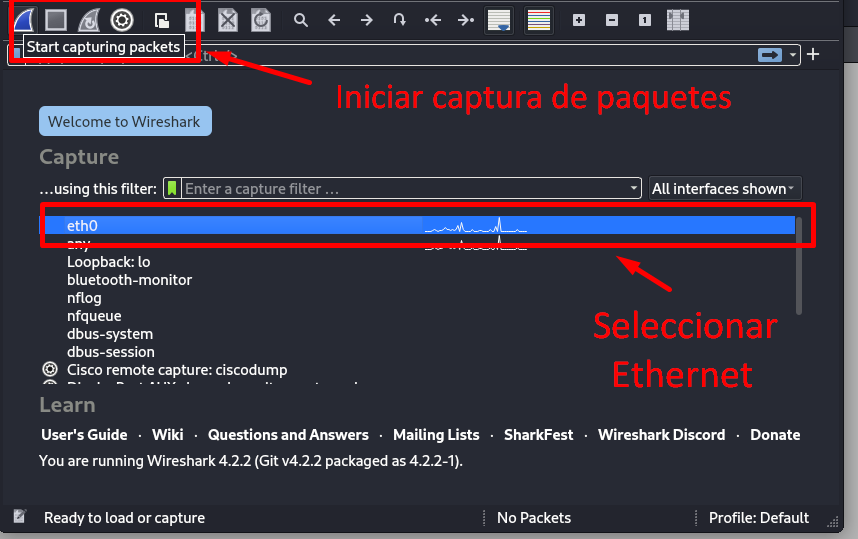 Start capturing packets
<Ctrl-/>
Iniciar captura de paquetes
Welcome to Wireshark
Capture
...using this filter:
Enter a capture filter ...
All interfaces shown
eth0
any
Loopback: lo
bluetooth-monitor
nflog
nfqueue
dbus-system
dbus-session
Seleccionar
Ethernet
Cisco remote capture: ciscodump
Learn
User's Guide · Wiki · Questions and Answers · Mailing Lists · SharkFest · Wireshark Discord · Donate
You are running Wireshark 4.2.2 (Git v4.2.2 packaged as 4.2.2-1).
Ready to load or capture
No Packets
Profile: Default